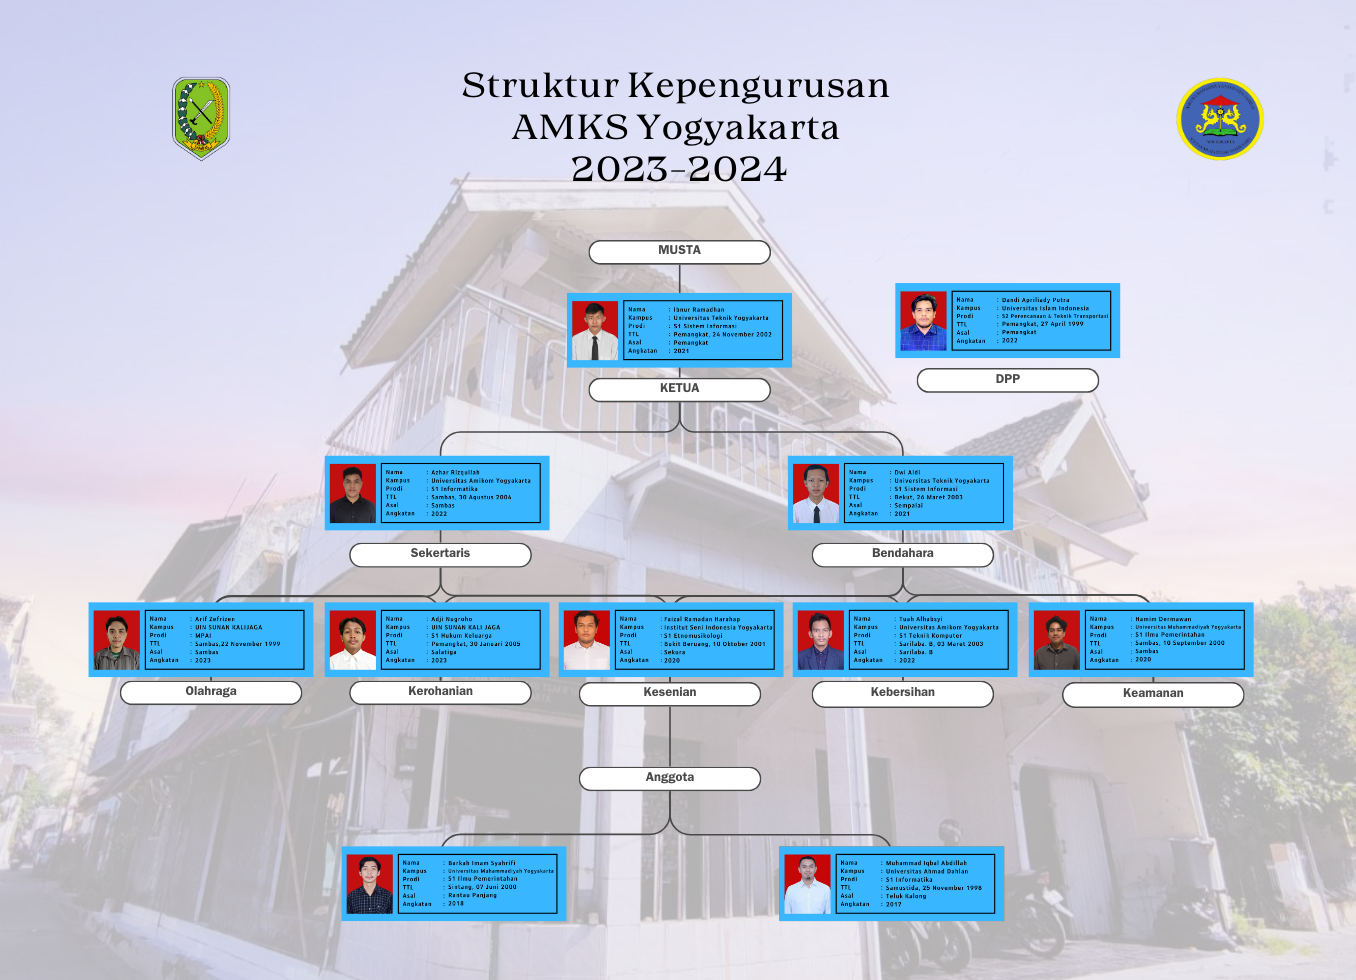 Struktur Kepengurusan
AMKS Yogyakarta
2023-2024
YOGYAKARTA
MUSTA
Nama : Ibnur Ramadhan
Kampus : Universitas Teknik Yogyakarta
Prodi : S1 Sistem Informasi
TTL : Pemangkat, 24 November 2002
Asal : Pemangkat
Angkatan : 2021
KETUA
Nama : Dandi Apriliady Putra
Kampus : Universitas Islam Indonesia
Prodi : S2 Perencanaan & Teknik Transportasi
TTL : Pemangkat, 27 April 1999
Asal : Pemangkat
Angkatan : 2022
DPP
Nama : Azhar Rizqullah
Kampus : Universitas Amikom Yogyakarta
Prodi : S1 Informatika
TTL : Sambas, 30 Agustus 2004
Asal : Sambas
Angkatan : 2022
Sekertaris
Nama : Dwi Aldi
Kampus : Universitas Teknik Yogyakarta
Prodi : S1 Sistem Informasi
TTL : Bekut, 26 Maret 2003
Asal : Sempalai
Angkatan : 2021
Bendahara
Nama : Arif Zefrizen
Kampus : UIN SUNAN KALIJAGA
Prodi : MPAI
TTL : Sambas,22 November 1999
Asal : Sambas
Angkatan : 2023
Olahraga
Nama : Adji Nugroho
Kampus : UIN SUNAN KALI JAGA
Prodi : S1 Hukum Keluarga
TTL : Pemangkat, 30 Januari 2005
Asal : Salatiga
Angkatan : 2023
Kerohanian
Nama : Faizal Ramadan Harahap
Kampus : Institut Seni Indonesia Yogyakarta
Prodi : S1 Etnomusikologi
TTL : Bukit Beruang, 10 Oktober 2001
Asal : Sekura
Angkatan : 2020
Kesenian
Nama : Tuah Alhabsyi
Kampus : Universitas Amikom Yogyakarta
Prodi : S1 Teknik Komputer
TTL : Sarilaba. B, 03 Maret 2003
Asal : Sarilaba. B
Angkatan : 2022
Kebersihan
Nama : Hamim Dermawan
Kampus : Universitas Muhammadiyah Yogyakarta
Prodi : S1 Ilmu Pemerintahan
TTL : Sambas, 10 September 2000
Asal : Sambas
Angkatan : 2020
Keamanan
Anggota
Nama : Barkah Imam Syahrifi
Kampus : Universitas Muhammadiyah Yogyakarta
Prodi : S1 Ilmu Pemerintahan
TTL : Sintang, 07 Juni 2000
Asal : Rantau Panjang
Angkatan : 2018
Nama : Muhammad Iqbal Abdillah
Kampus : Universitas Ahmad Dahlan
Prodi : S1 Informatika
TTL : Samustida, 25 November 1998
Asal : Teluk Kalong
Angkatan : 2017